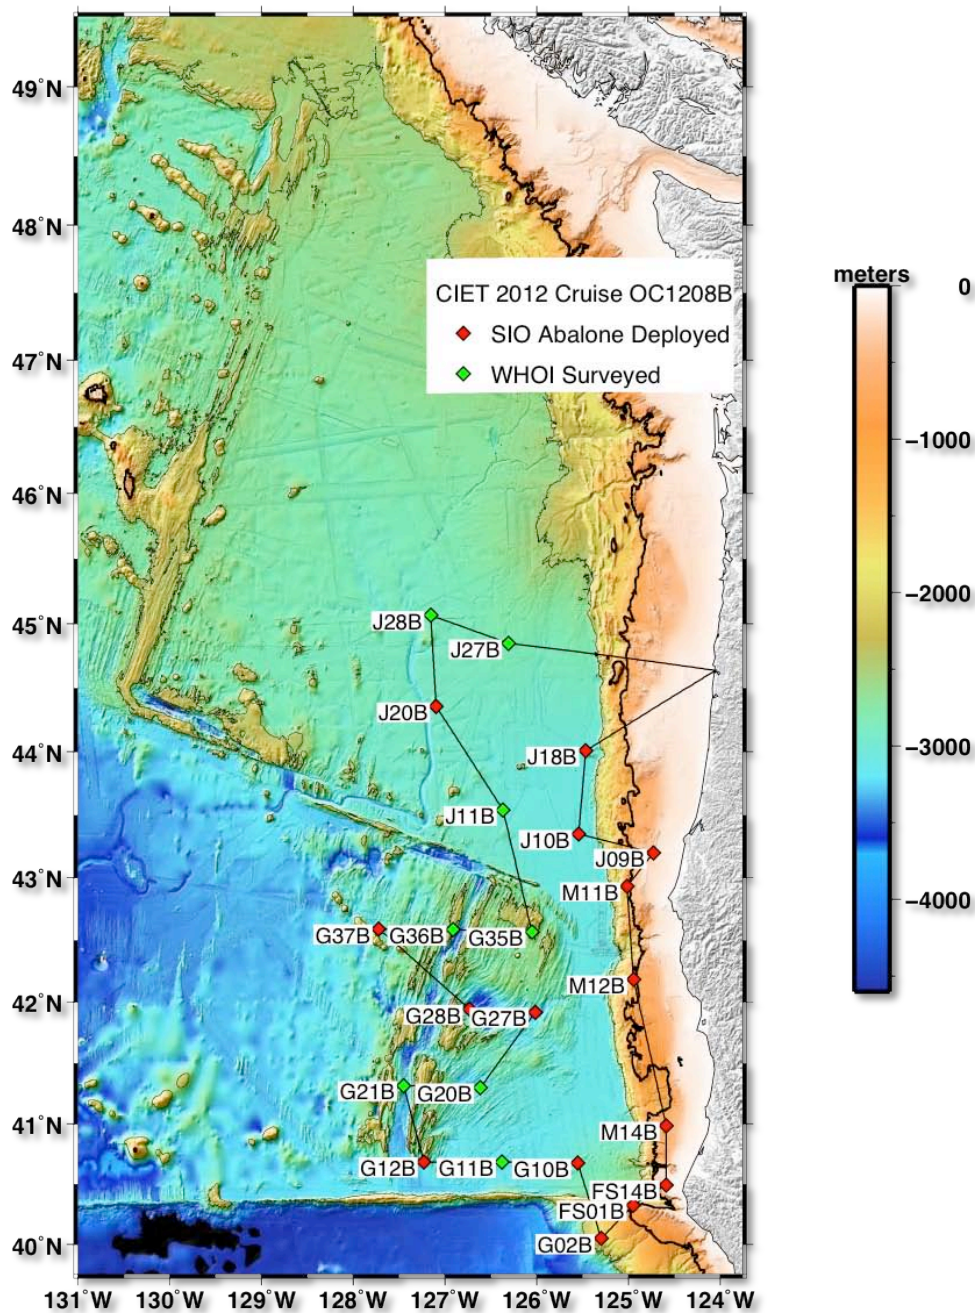 49°N
48°N
47°N
46°N
45°N
44°N
43°N
42°N
41°N
40°N
CIET 2012 Cruise OC1208B
SIO Abalone Deployed
WHOI Surveyed
meters
0
−1000
−2000
−3000
−4000
J28B
J27B
J20B
J18B
J11B
J10B
J09B
M11B
G37B
G36B
G35B
M12B
G28B
G27B
G21B
G20B
M14B
G12B
G11B
G10B
FS14B
FS01B
G02B
131°W
130°W
129°W
128°W
127°W
126°W
125°W
124°W